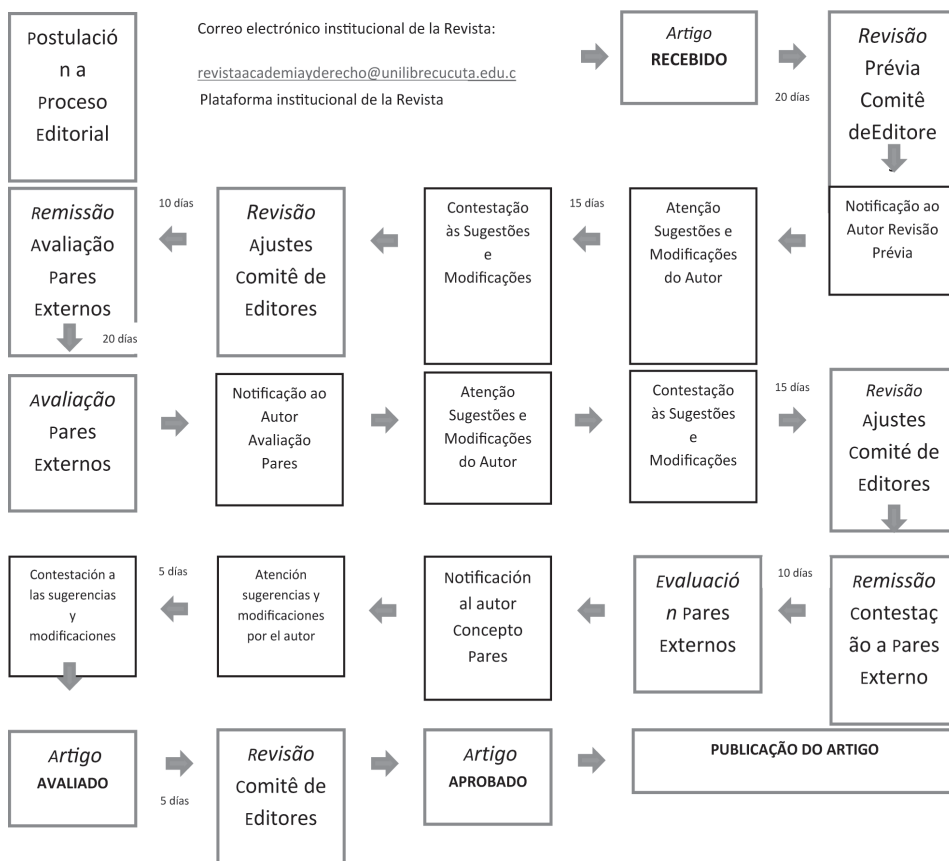 Postulació
n a
Proceso
Editorial
Correo electrónico institucional de la Revista:
revistaacademiayderecho@unilibrecucuta.edu.c
Plataforma institucional de la Revista
Artigo
RECEBIDO
20 días
Revisão
Prévia
Comitê
deEditore
Notificação ao
Autor Revisão
Prévia
Atenção
Sugestões e
Modificações
do Autor
15 días
Contestação
às Sugestões
e
Modificações
Revisão
Ajustes
Comitê de
Editores
10 días
Remissão
Avaliação
Pares
Externos
20 días
Avaliação
Pares
Externos
Notificação ao
Autor
Avaliação
Pares
Atenção
Sugestões e
Modificações
do Autor
Contestação
às Sugestões
e
Modificações
15 días
Revisão
Ajustes
Comité de
Editores
Remissão
Contestaç
ão a Pares
Externo
10 días
Evaluació
n Pares
Externos
Notificación
al autor
Concepto
Pares
Atención
sugerencias y
modificaciones
por el autor
5 días
Contestación a
las sugerencias
y
modificaciones
Artigo
AVALIADO
5 días
Revisão
Comitê de
Editores
Artigo
APROBADO
PUBLICAÇÃO DO ARTIGO